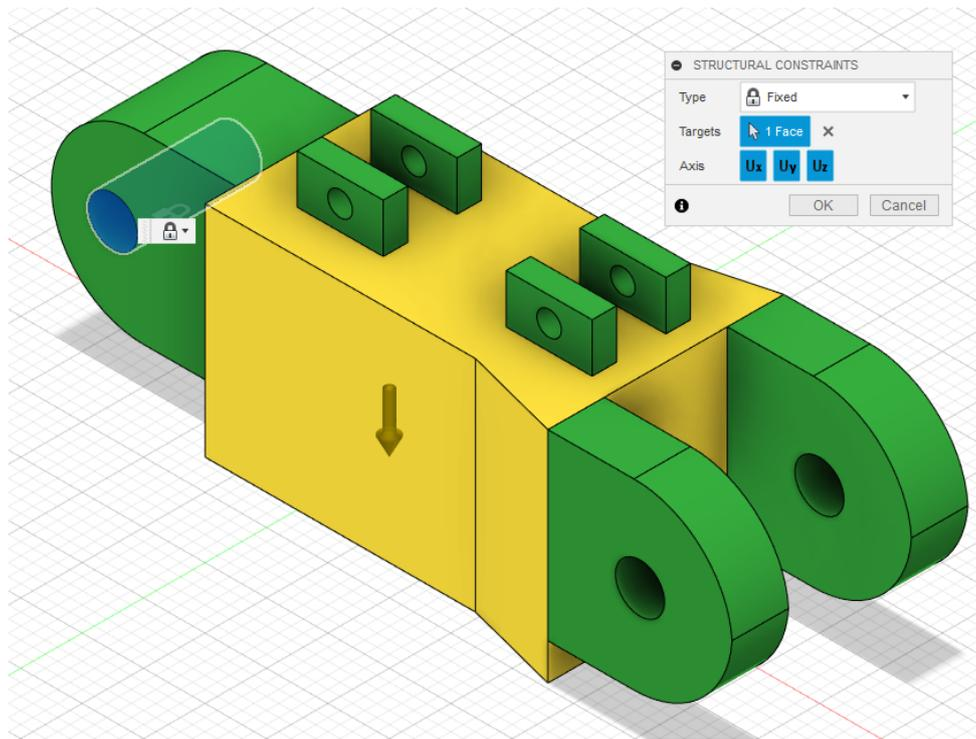 STRUCTURAL CONSTRAINTS
Type Fixed
Targets 1 Face
Axis Ux Uy Uz
OK Cancel